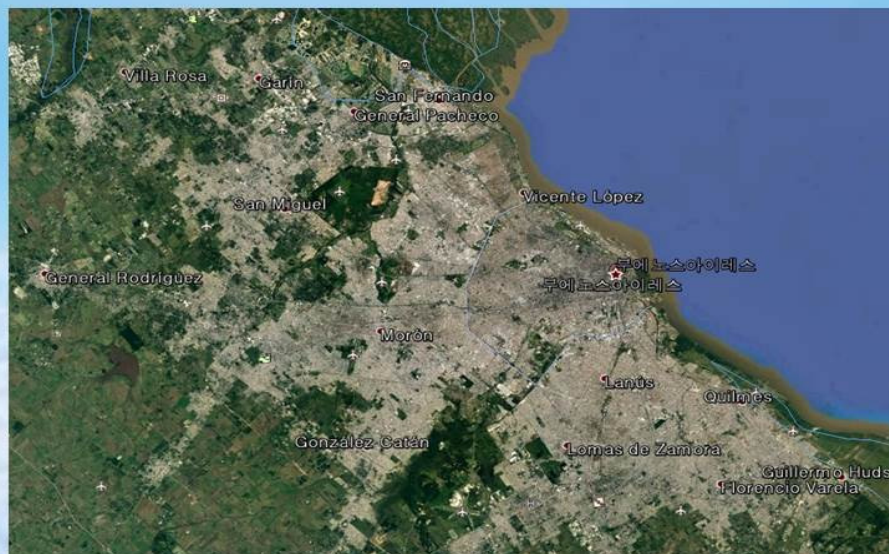 Villa Rosa
Garín
San Fernando
General Pacheco
San Miguel
Vicente López
General Rodríguez
부에노스아이레스
부에노스아이레스
Morón
Lanús
Quilmes
González Catán
Lomas de Zamora
Guillermo Huds
Florencio Varela